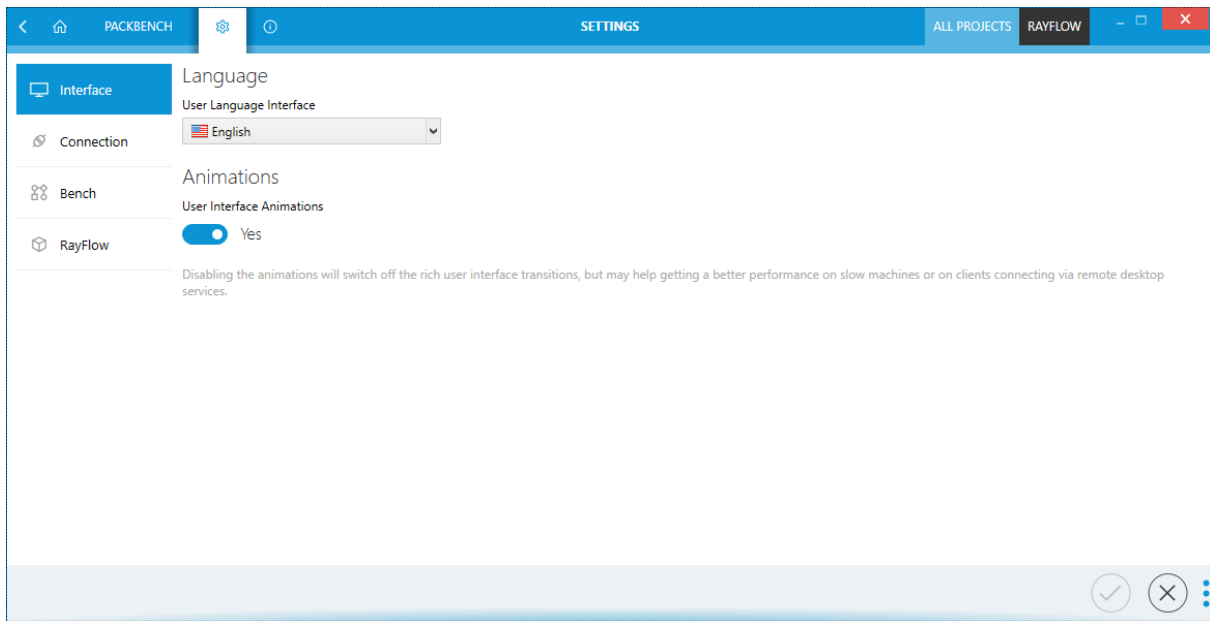 PACKBENCH
SETTINGS
ALL PROJECTS
RAYFLOW
Interface
Connection
Bench
RayFlow
Language
User Language Interface
English
Animations
User Interface Animations
Yes
Disabling the animations will switch off the rich user interface transitions, but may help getting a better performance on slow machines or on clients connecting via remote desktop
services.